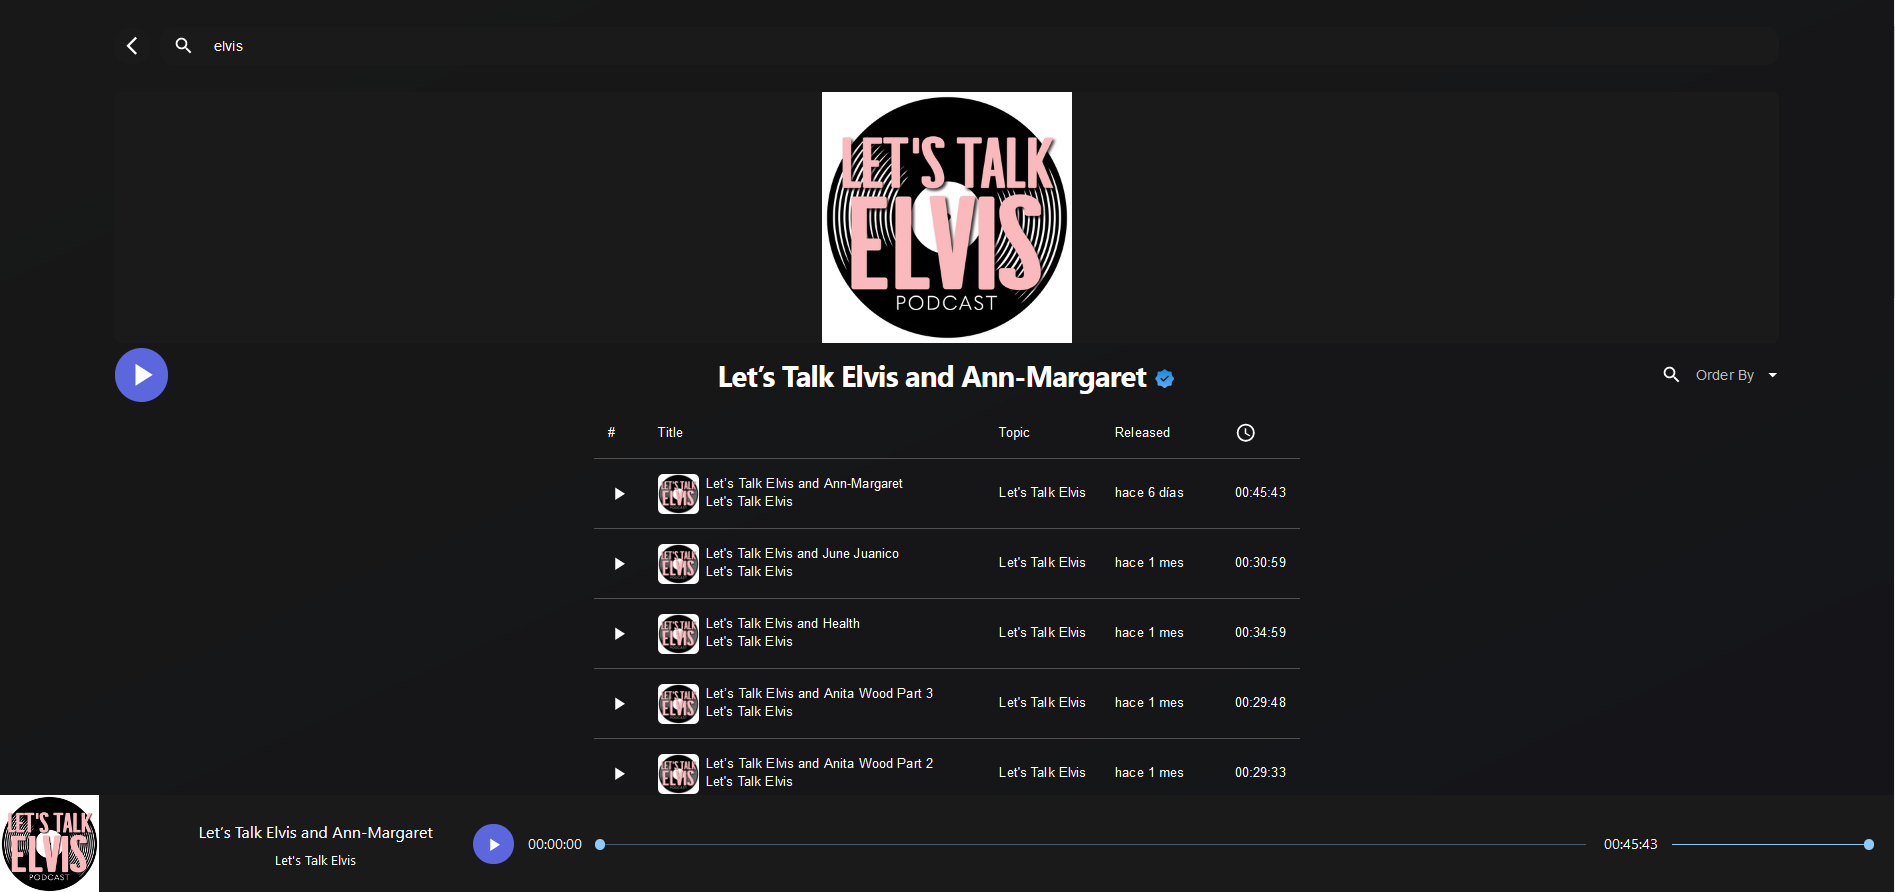 elvis
LET'S TALK
ELVIS
PODCAST
Let’s Talk Elvis and Ann-Margaret
Order By
# Title Topic Released
Let’s Talk Elvis and Ann-Margaret
Let's Talk Elvis
Let's Talk Elvis
hace 6 días
00:45:43
Let's Talk Elvis and June Juanico
Let's Talk Elvis
Let's Talk Elvis
hace 1 mes
00:30:59
Let's Talk Elvis and Health
Let's Talk Elvis
Let's Talk Elvis
hace 1 mes
00:34:59
Let’s Talk Elvis and Anita Wood Part 3
Let's Talk Elvis
Let's Talk Elvis
hace 1 mes
00:29:48
Let’s Talk Elvis and Anita Wood Part 2
Let's Talk Elvis
Let's Talk Elvis
hace 1 mes
00:29:33
LET'S TALK
ELVIS
PODCAST
Let’s Talk Elvis and Ann-Margaret
Let's Talk Elvis
00:00:00
00:45:43